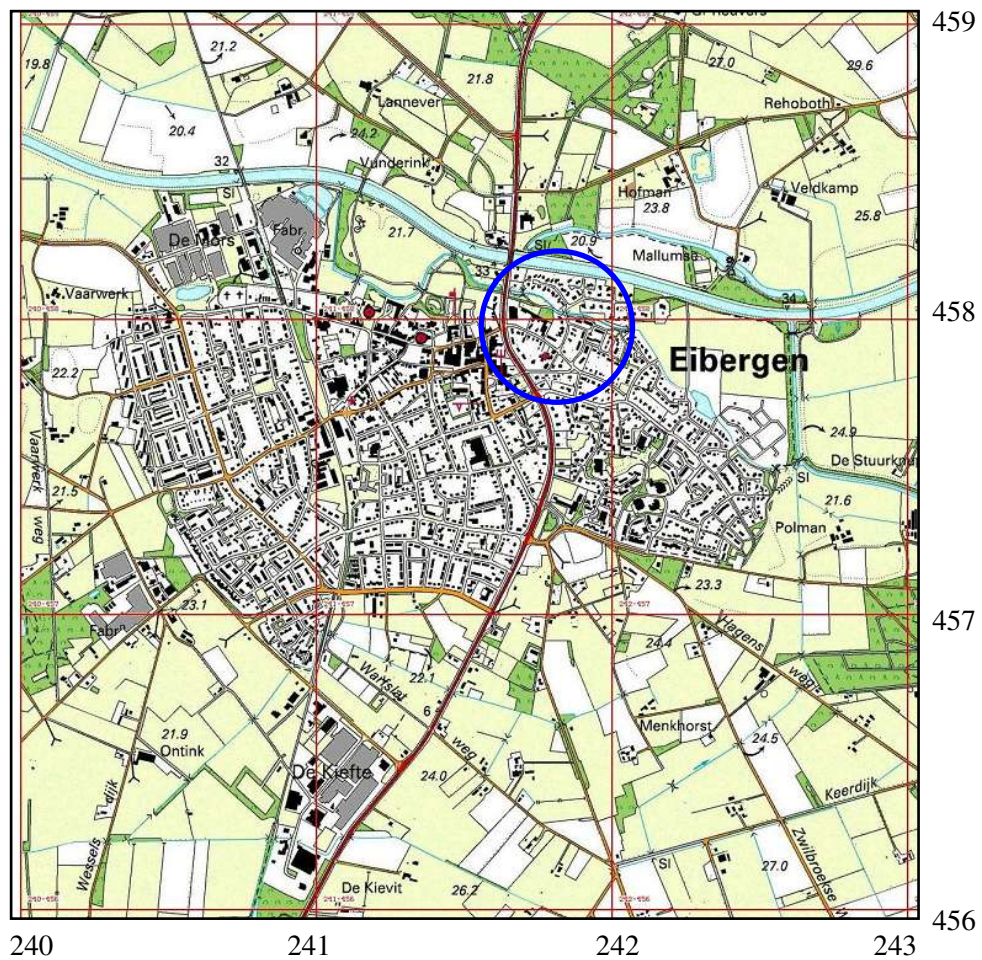 459
21.2
19.8
21.8
27.0
29.6
Lannever
Rehoboth
20.4
24.2
32
Vunderink
Sl
Hofman
Veldkamp
23.8
25.8
Fabr.
De Mors
21.7
Sl
20.9
Mallumse
33
Vaarwerk
34
458
Eibergen
22.2
24.9
De Stuurkn
Vaarwerk
weg
21.5
Sl
21.6
Polman
23.3
23.1
457
Fabr
24.4
Hagens
weg
22.1
Warfslat
weg
6
Menkhorst
21.9
Ontink
24.5
De Kiefte
24.0
Keerdijk
Wessels
dijk
Zwilbroekse
Sl
27.0
De Kievit
26.2
456
240
241
242
243